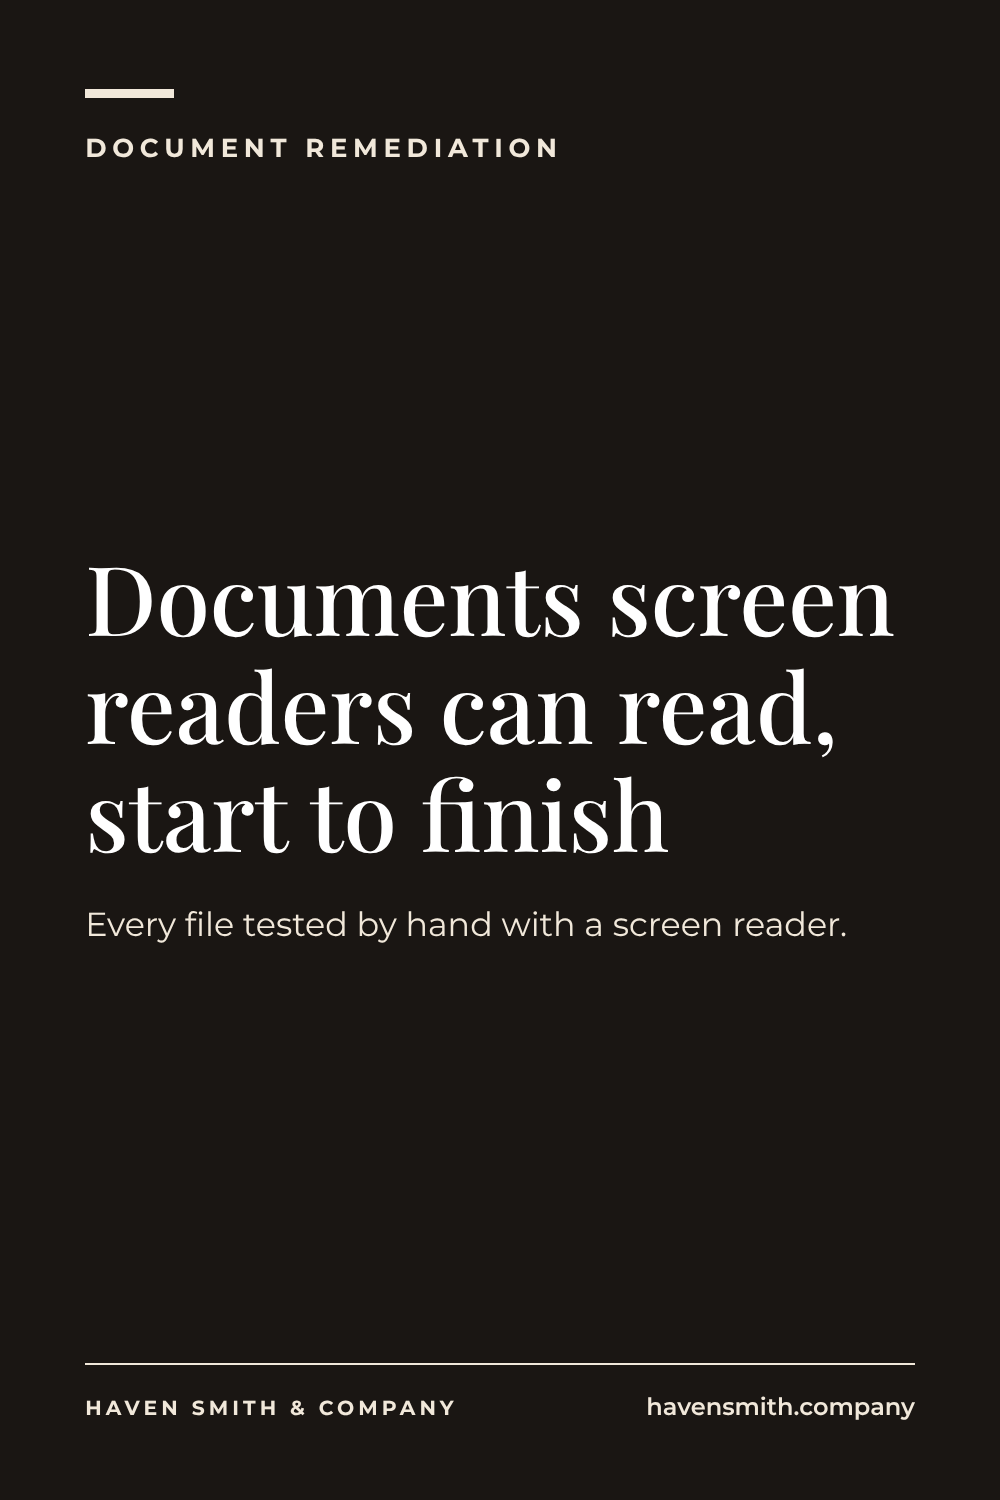 DOCUMENT REMEDIATION
Documents screen
readers can read,
start to finish
Every file tested by hand with a screen reader.
HAVEN SMITH & COMPANY
havensmith.company